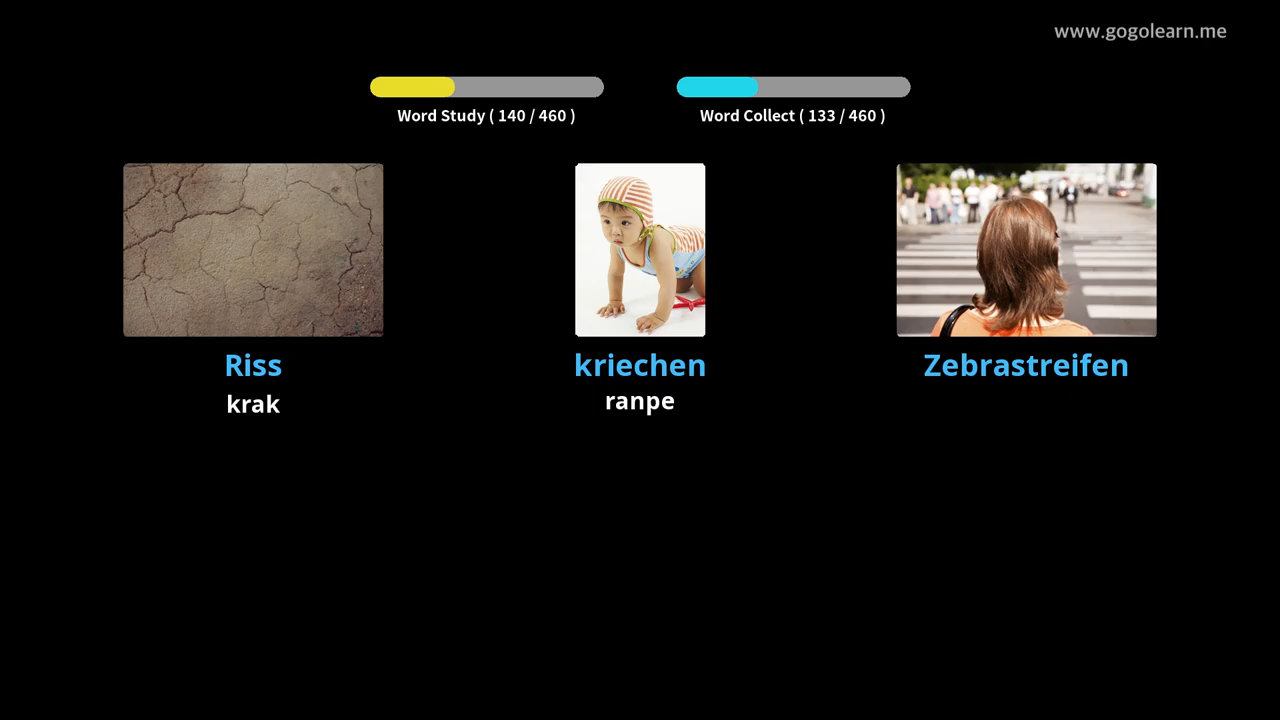 www.gogolearn.me
Word Study ( 140 / 460 )
Word Collect ( 133 / 460 )
Riss
kriechen
Zebrastreifen
krak
ranpe